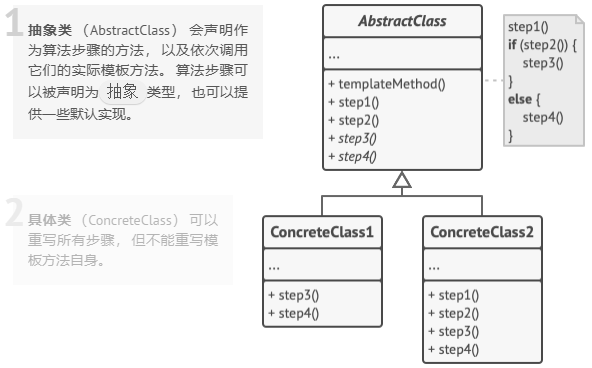 1
抽象类 （AbstractClass） 会声明作
为算法步骤的方法， 以及依次调用
它们的实际模板方法。 算法步骤可
以被声明为 抽象 类型， 也可以提
供一些默认实现。
AbstractClass
...
+ templateMethod()
+ step1()
+ step2()
+ step3()
+ step4()
step1()
if (step2()) {
step3()
}
else {
step4()
}
2
具体类 （ConcreteClass） 可以
重写所有步骤， 但不能重写模
板方法自身。
ConcreteClass1
...
+ step3()
+ step4()
ConcreteClass2
...
+ step1()
+ step2()
+ step3()
+ step4()